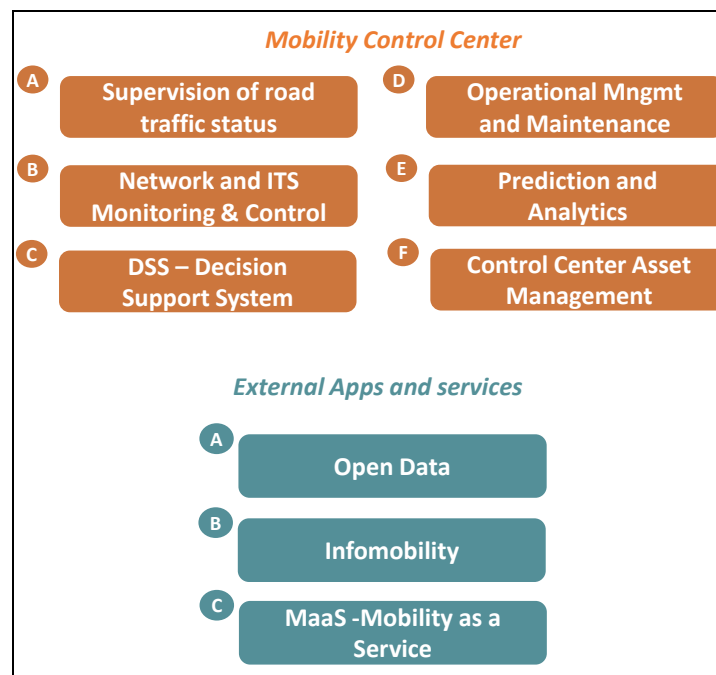 Mobility Control Center
A
Supervision of road
traffic status
B
Network and ITS
Monitoring & Control
C
DSS – Decision
Support System
D
Operational Mngmt
and Maintenance
E
Prediction and
Analytics
F
Control Center Asset
Management
External Apps and services
A
Open Data
B
Infomobility
C
MaaS -Mobility as a
Service